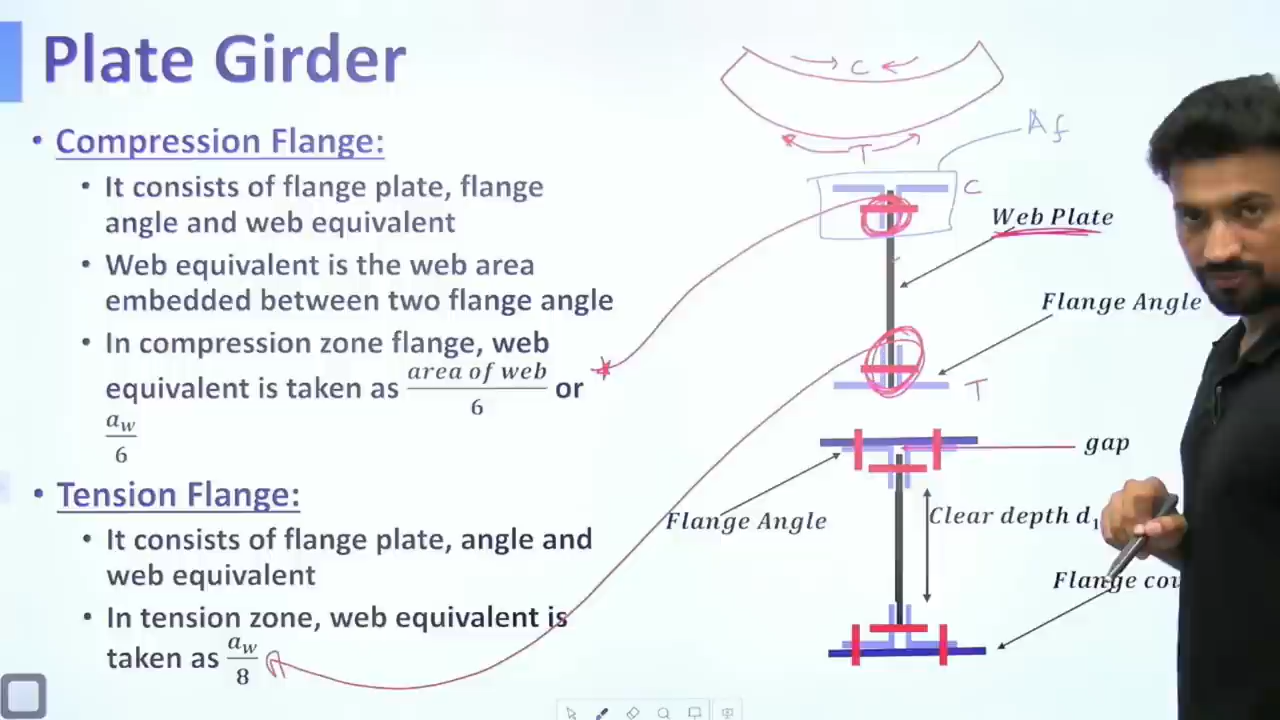 Plate Girder
• Compression Flange:
• It consists of flange plate, flange
angle and web equivalent
• Web equivalent is the web area
embedded between two flange angle
• In compression zone flange, web
equivalent is taken as area of web / 6 or
a_w / 6
• Tension Flange:
• It consists of flange plate, angle and
web equivalent
• In tension zone, web equivalent is
taken as a_w / 8
C
T
Af
C
Web Plate
Flange Angle
T
gap
Flange Angle
Clear depth d₁
Flange cov